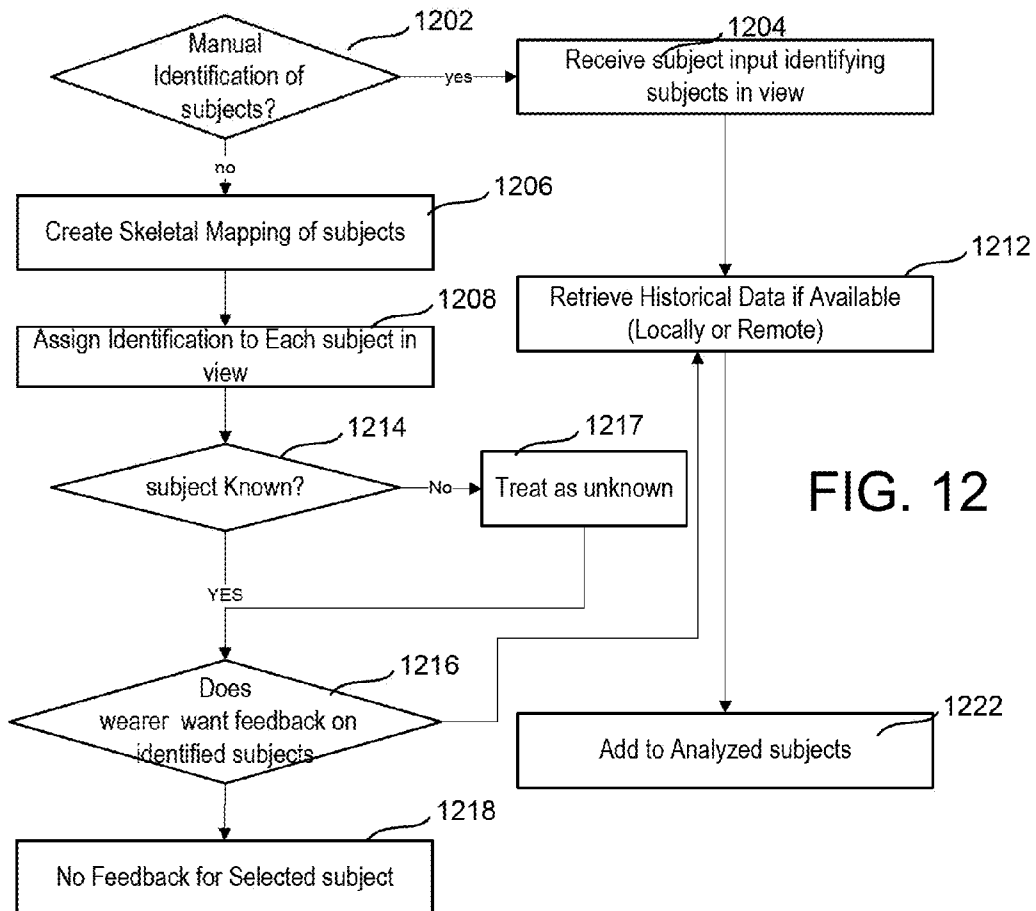 1202
Manual
Identification of
subjects?
yes
1204
Receive subject input identifying
subjects in view
no
1206
Create Skeletal Mapping of subjects
1208
Assign Identification to Each subject in
view
1212
Retrieve Historical Data if Available
(Locally or Remote)
1214
subject Known?
No
1217
Treat as unknown
FIG. 12
YES
1216
Does
wearer want feedback on
identified subjects
1222
Add to Analyzed subjects
1218
No Feedback for Selected subject